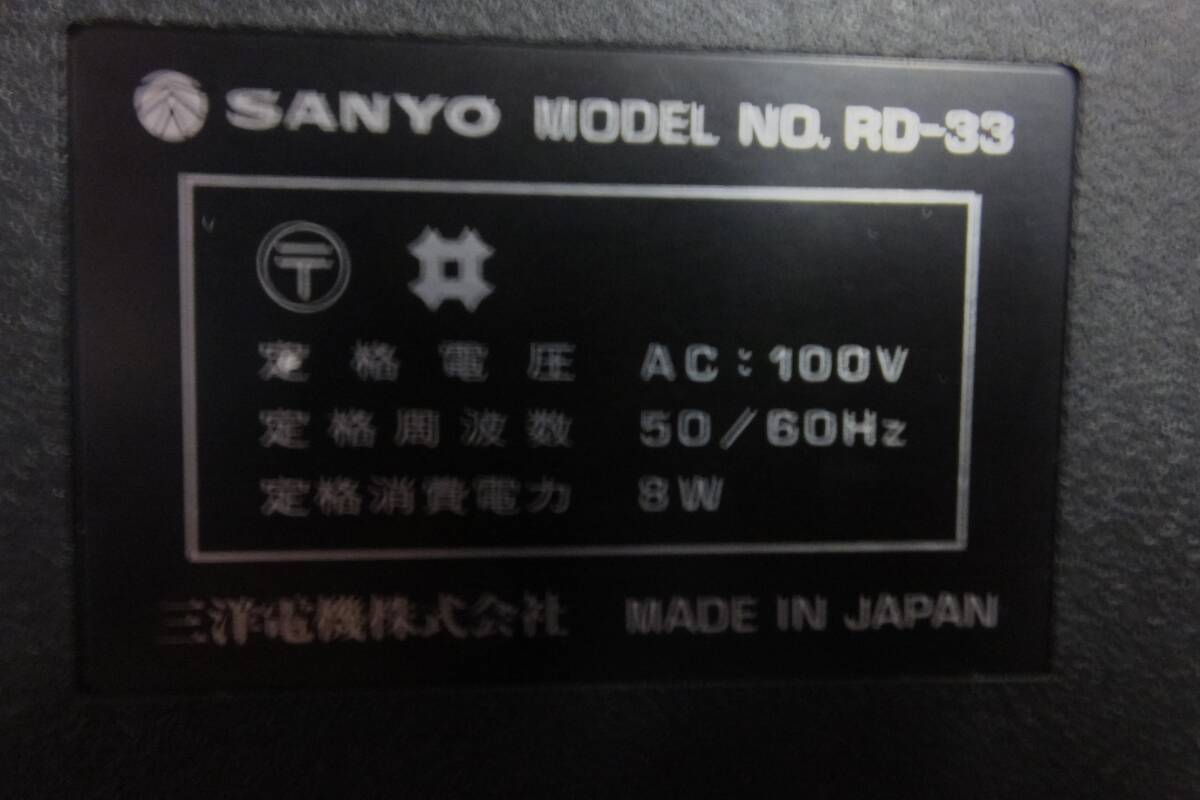 SANYO MODEL NO. RD-33
〒
定格電圧 AC:100V
定格周波数 50/60Hz
定格消費電力 8W
三洋電機株式会社 MADE IN JAPAN